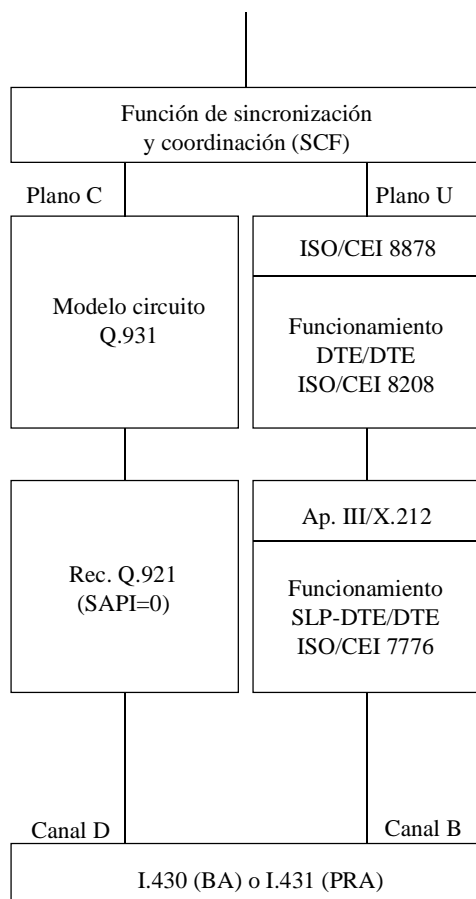 Función de sincronización
y coordinación (SCF)
Plano C
Plano U
Modelo circuito
Q.931
ISO/CEI 8878
Funcionamiento
DTE/DTE
ISO/CEI 8208
Rec. Q.921
(SAPI=0)
Ap. III/X.212
Funcionamiento
SLP-DTE/DTE
ISO/CEI 7776
Canal D
Canal B
I.430 (BA) o I.431 (PRA)